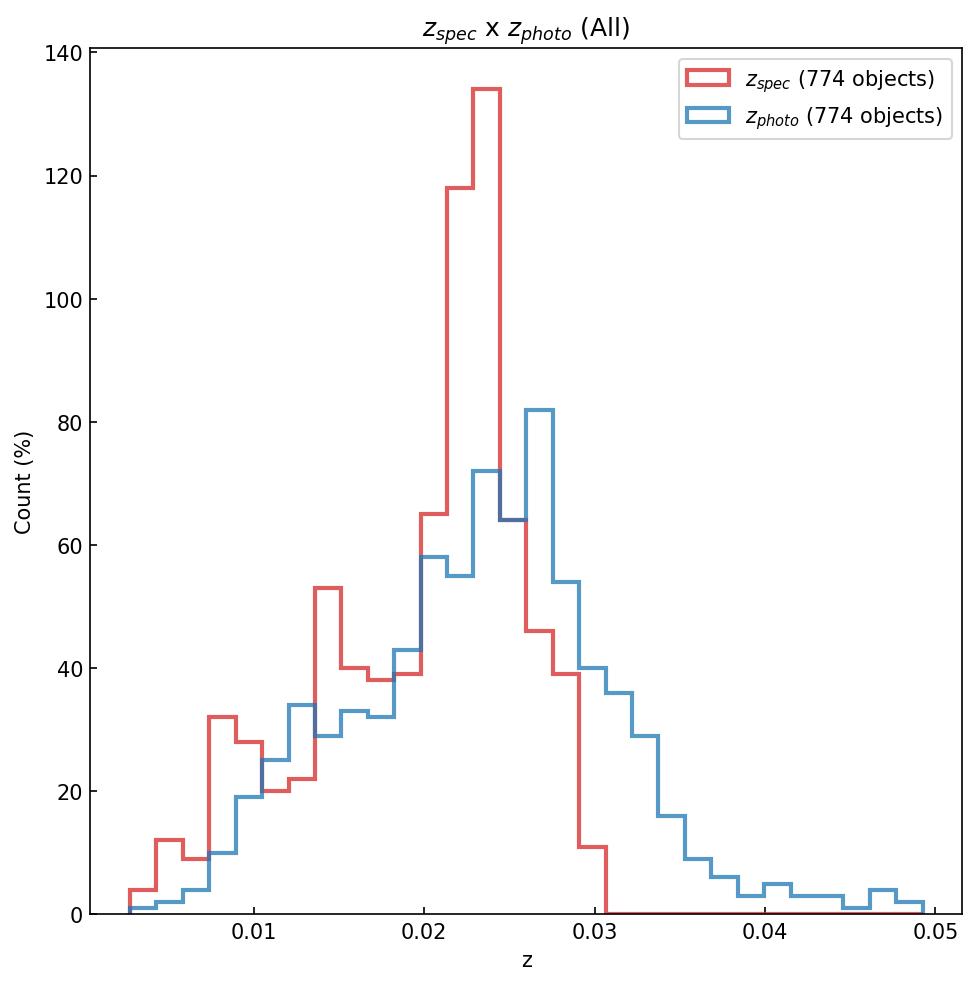 z_spec x z_photo (All)
z_spec (774 objects)
z_photo (774 objects)
Count (%)
140
120
100
80
60
40
20
0
0.01 0.02 0.03 0.04 0.05
z